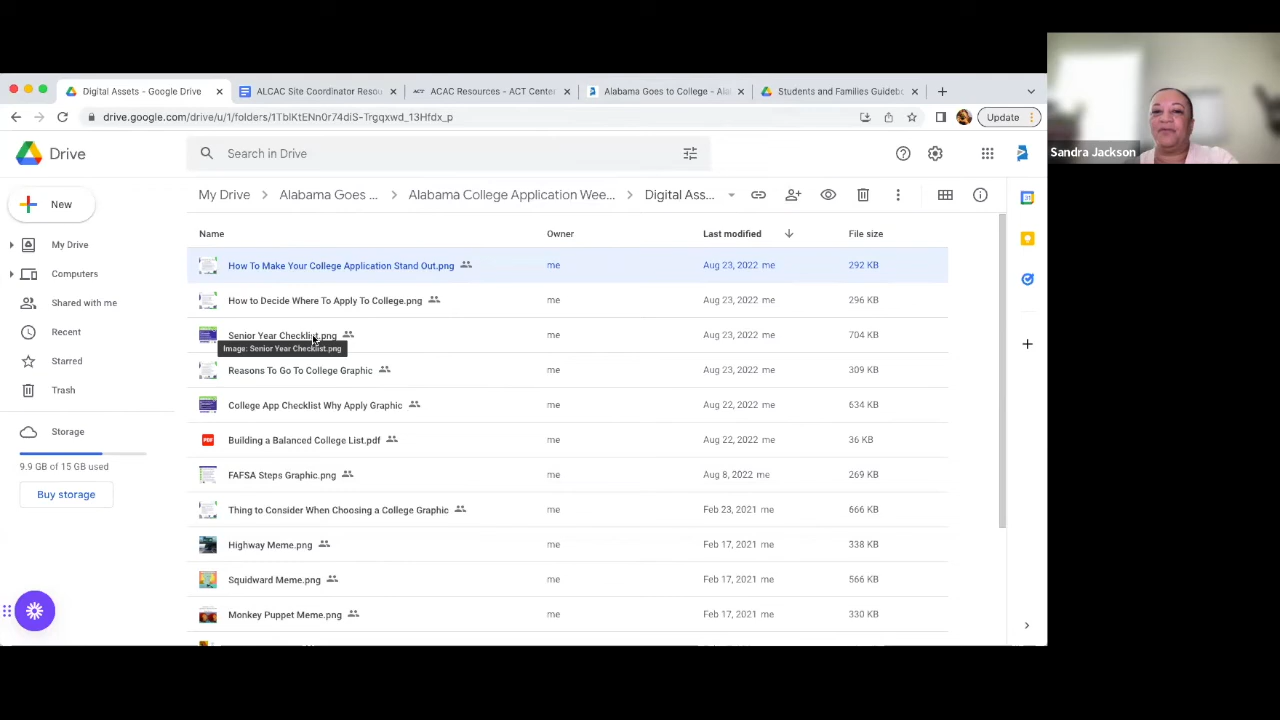 Digital Assets - Google Drive
ALCAC Site Coordinator Resou
ACT
ACAC Resources - ACT Center
Alabama Goes to College - Ala
Students and Families Guidebo
drive.google.com/drive/u/1/folders/1TblKtENn0r74diS-Trgqxwd_13Hfdx_p
Update
Drive
Search in Drive
Sandra Jackson
New
My Drive
Computers
Shared with me
Recent
Starred
Trash
Storage
9.9 GB of 15 GB used
Buy storage
My Drive > Alabama Goes ... > Alabama College Application Wee... > Digital Ass...
Name Owner Last modified File size
How To Make Your College Application Stand Out.png me Aug 23, 2022 me 292 KB
How to Decide Where To Apply To College.png me Aug 23, 2022 me 296 KB
Senior Year Checklist.png me Aug 23, 2022 me 704 KB
Image: Senior Year Checklist.png
Reasons To Go To College Graphic me Aug 23, 2022 me 309 KB
College App Checklist Why Apply Graphic me Aug 22, 2022 me 634 KB
PDF Building a Balanced College List.pdf me Aug 22, 2022 me 36 KB
FAFSA Steps Graphic.png me Aug 8, 2022 me 269 KB
Thing to Consider When Choosing a College Graphic me Feb 23, 2021 me 666 KB
Highway Meme.png me Feb 17, 2021 me 338 KB
Squidward Meme.png me Feb 17, 2021 me 566 KB
Monkey Puppet Meme.png me Feb 17, 2021 me 330 KB